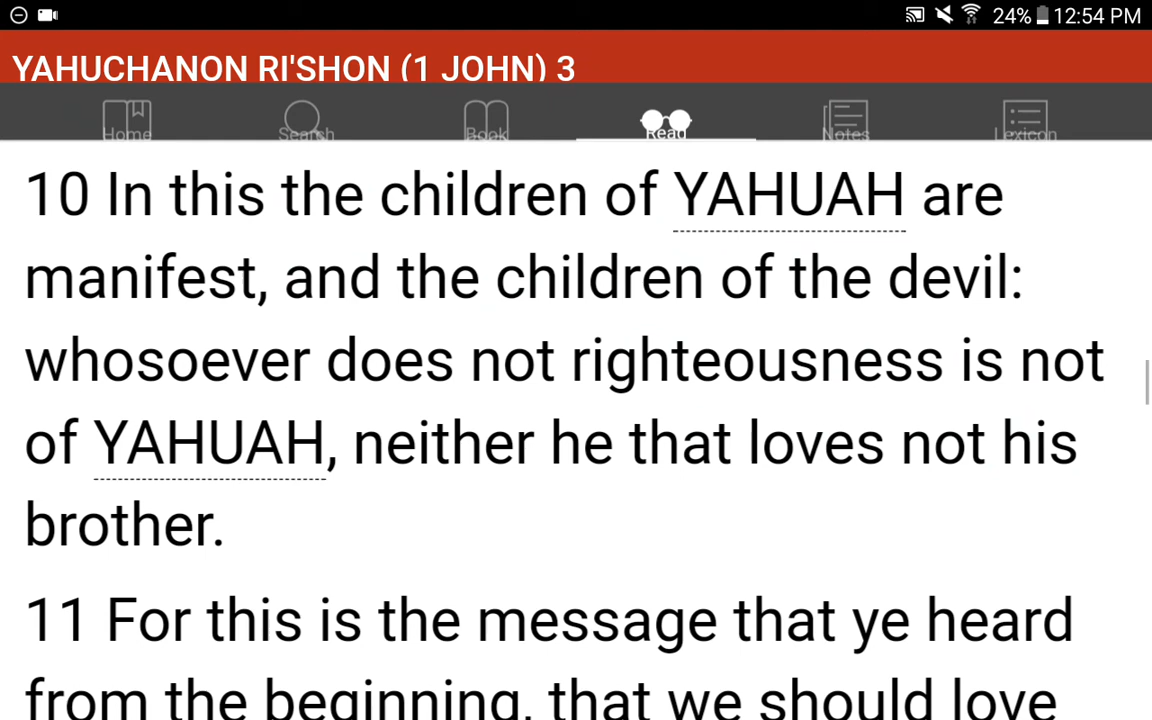 24% 12:54 PM
YAHUCHANON RI'SHON (1 JOHN) 3
Home Search Book Read Notes Lexicon
10 In this the children of YAHUAH are
manifest, and the children of the devil:
whosoever does not righteousness is not
of YAHUAH, neither he that loves not his
brother.
11 For this is the message that ye heard
from the beginning, that we should love